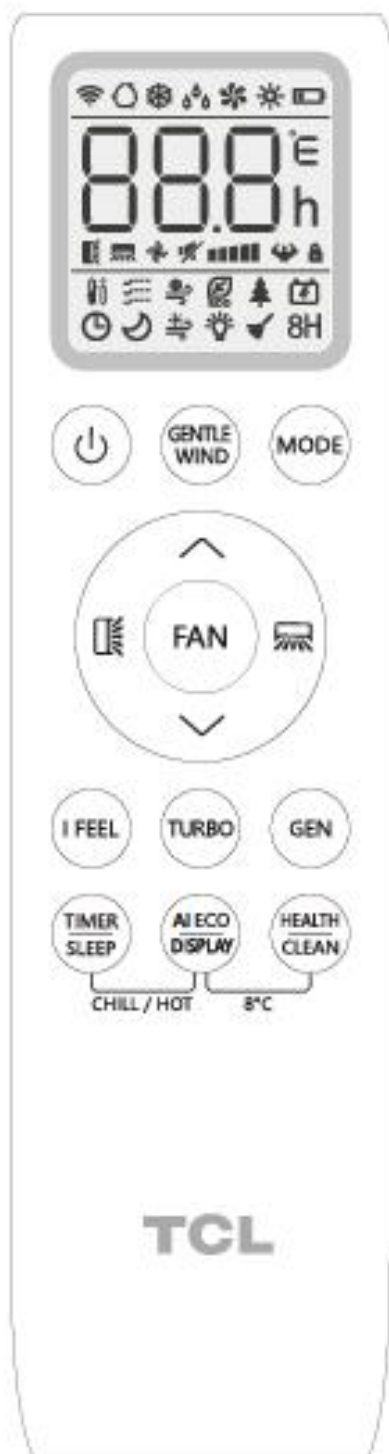 88.8 °E
h
8H
GENTLE
WIND
MODE
FAN
I FEEL
TURBO
GEN
TIMER
SLEEP
AI ECO
DISPLAY
HEALTH
CLEAN
CHILL / HOT
8°C
TCL